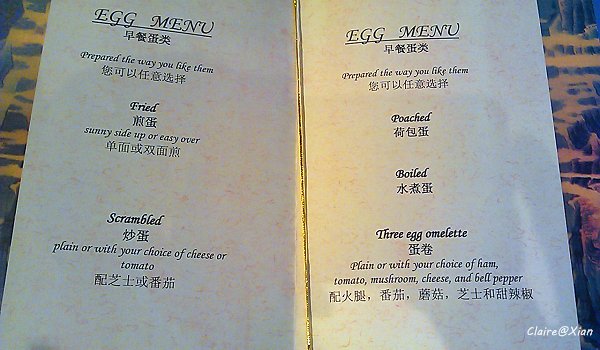 EGG MENU
早餐蛋类
Prepared the way you like them
您可以任意选择
Fried
煎蛋
sunny side up or easy over
单面或双面煎
Scrambled
炒蛋
plain or with your choice of cheese or
tomato
配芝士或番茄
EGG MENU
早餐蛋类
Prepared the way you like them
您可以任意选择
Poached
荷包蛋
Boiled
水煮蛋
Three egg omelette
蛋卷
Plain or with your choice of ham,
tomato, mushroom, cheese, and bell pepper
配火腿，番茄，蘑菇，芝士和甜辣椒
Claire@Xian